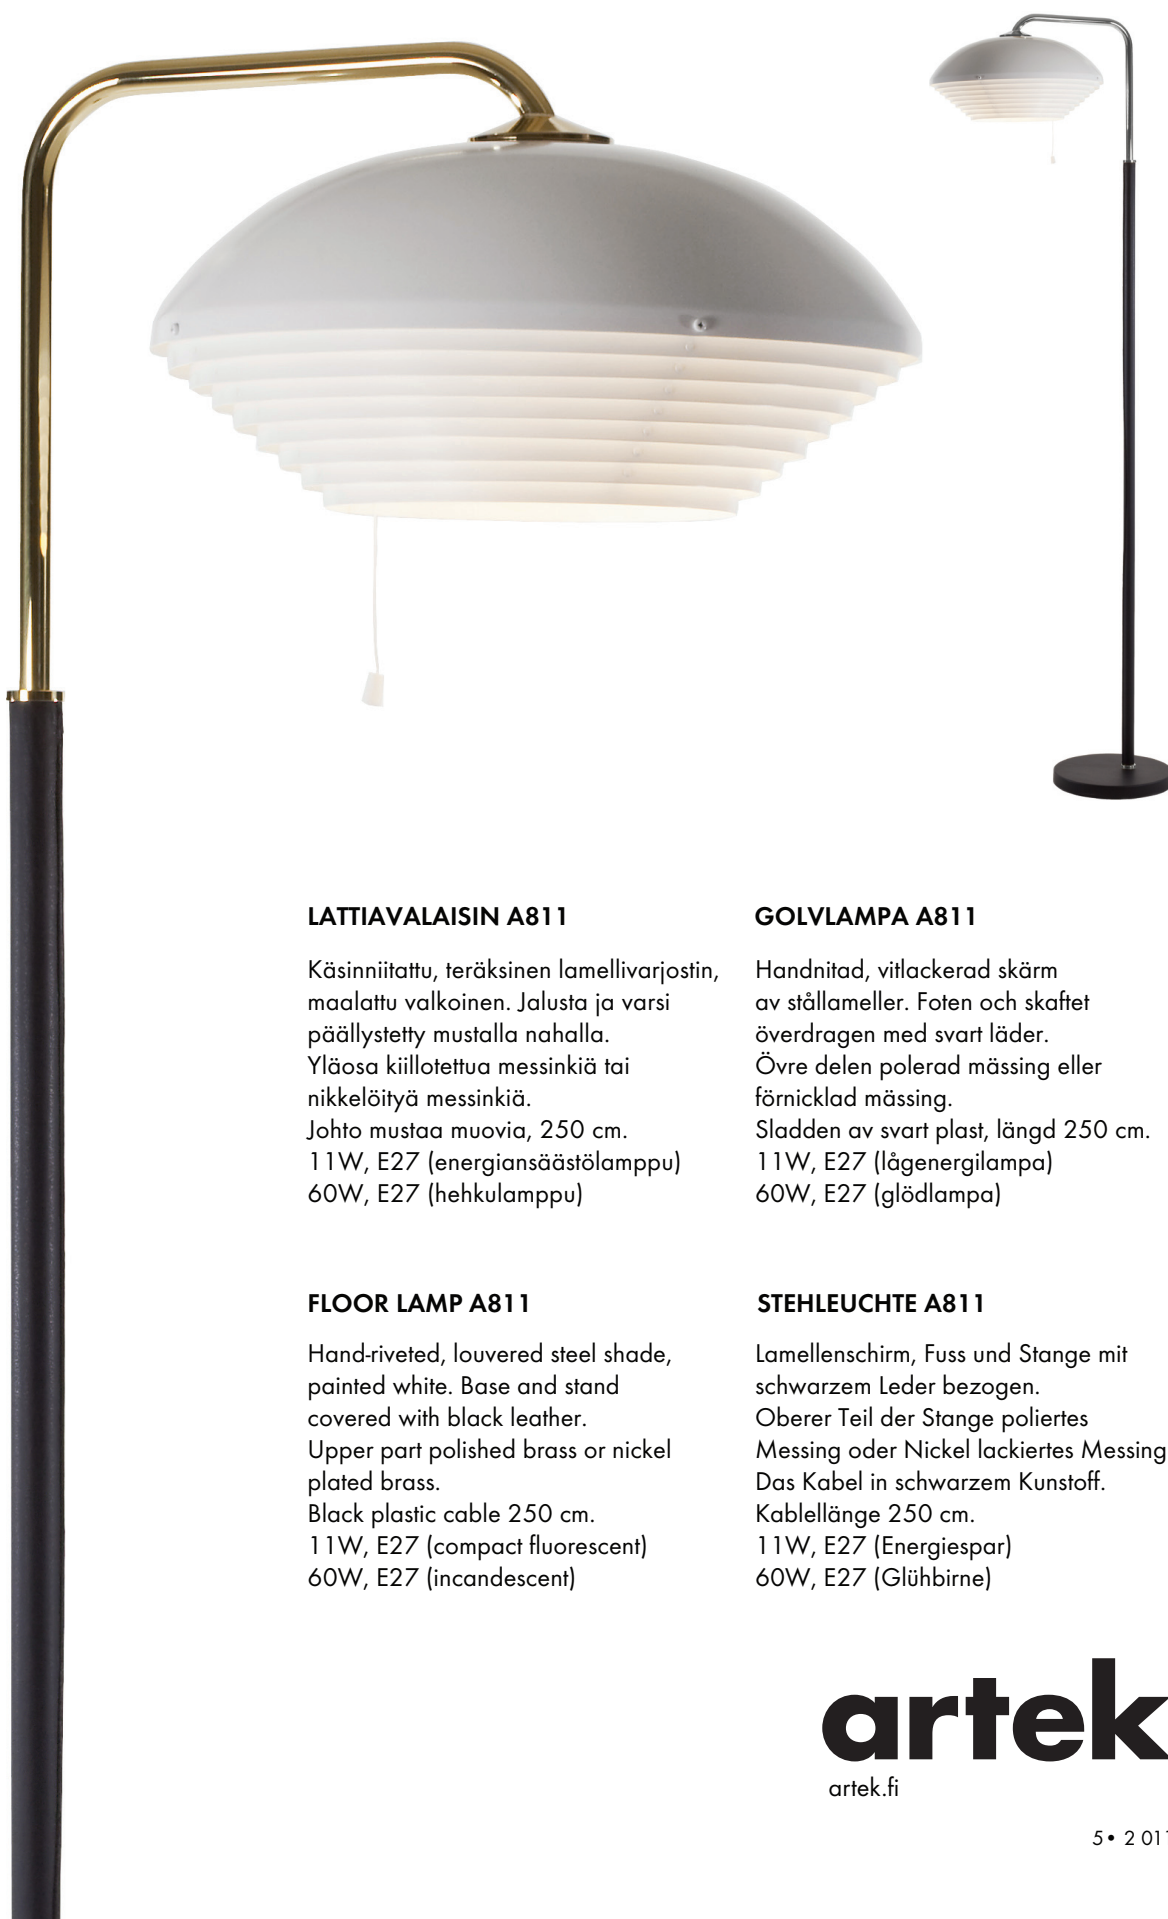 LATTIAVALAISIN A811
Käsinniitattu, teräksinen lamellivarjostin,
maalattu valkoinen. Jalusta ja varsi
päällystetty mustalla nahalla.
Yläosa kiillotettua messinkiä tai
nikkelöityä messinkiä.
Johto mustaa muovia, 250 cm.
11W, E27 (energiansäästölamppu)
60W, E27 (hehkulamppu)
GOLVLAMPA A811
Handnitad, vitlackerad skärm
av stållameller. Foten och skaftet
överdragen med svart läder.
Övre delen polerad mässing eller
förnicklad mässing.
Sladden av svart plast, längd 250 cm.
11W, E27 (lågenergilampa)
60W, E27 (glödlampa)
FLOOR LAMP A811
Hand-riveted, louvered steel shade,
painted white. Base and stand
covered with black leather.
Upper part polished brass or nickel
plated brass.
Black plastic cable 250 cm.
11W, E27 (compact fluorescent)
60W, E27 (incandescent)
STEHLEUCHTE A811
Lamellenschirm, Fuss und Stange mit
schwarzem Leder bezogen.
Oberer Teil der Stange poliertes
Messing oder Nickel lackiertes Messing
Das Kabel in schwarzem Kunstoff.
Kablellänge 250 cm.
11W, E27 (Energiespar)
60W, E27 (Glühbirne)
artek
artek.fi
5• 2 011